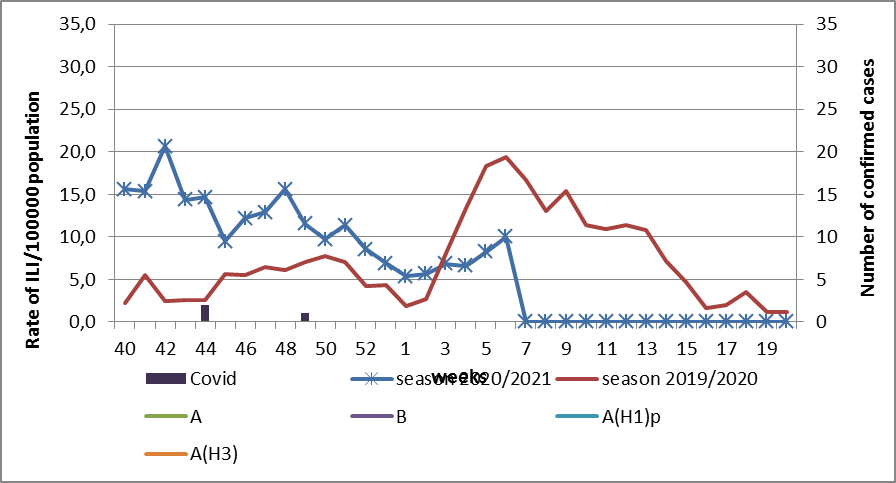 Rate of ILI/100000 population
35,0
30,0
25,0
20,0
15,0
10,0
5,0
0,0
35
30
25
20
15
10
5
0
Number of confirmed cases
40 42 44 46 48 50 52 1 3 5 7 9 11 13 15 17 19
weeks
Covid season 2020/2021 season 2019/2020
A B A(H1)p
A(H3)